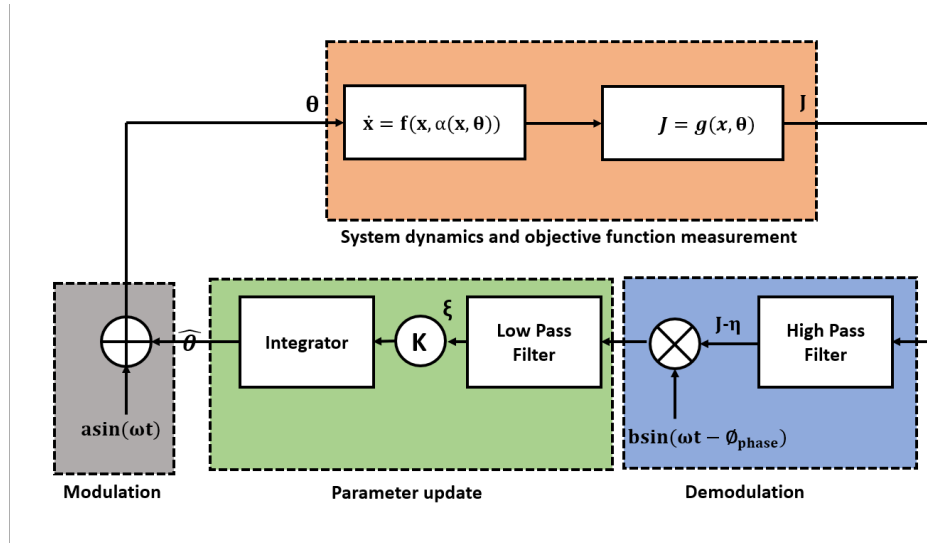 θ
ẋ = f(x, α(x, θ))
J = g(x, θ)
J
System dynamics and objective function measurement
θ̂
Integrator
K
ξ
Low Pass
Filter
J-η
High Pass
Filter
asin(ωt)
bsin(ωt − ∅phase)
Modulation
Parameter update
Demodulation